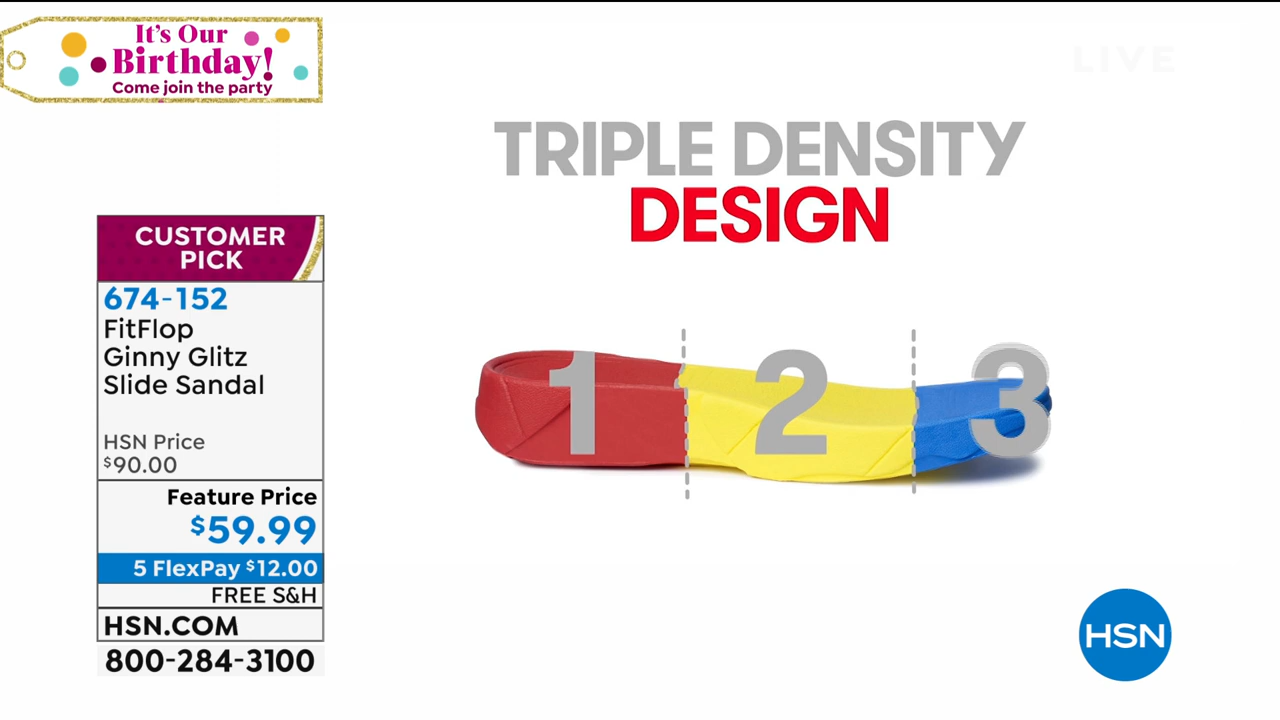 It's Our
Birthday!
Come join the party
LIVE
TRIPLE DENSITY
DESIGN
CUSTOMER
PICK
674-152
FitFlop
Ginny Glitz
Slide Sandal
HSN Price
$90.00
Feature Price
$59.99
5 FlexPay $12.00
FREE S&H
HSN.COM
800-284-3100
1 2 3
HSN